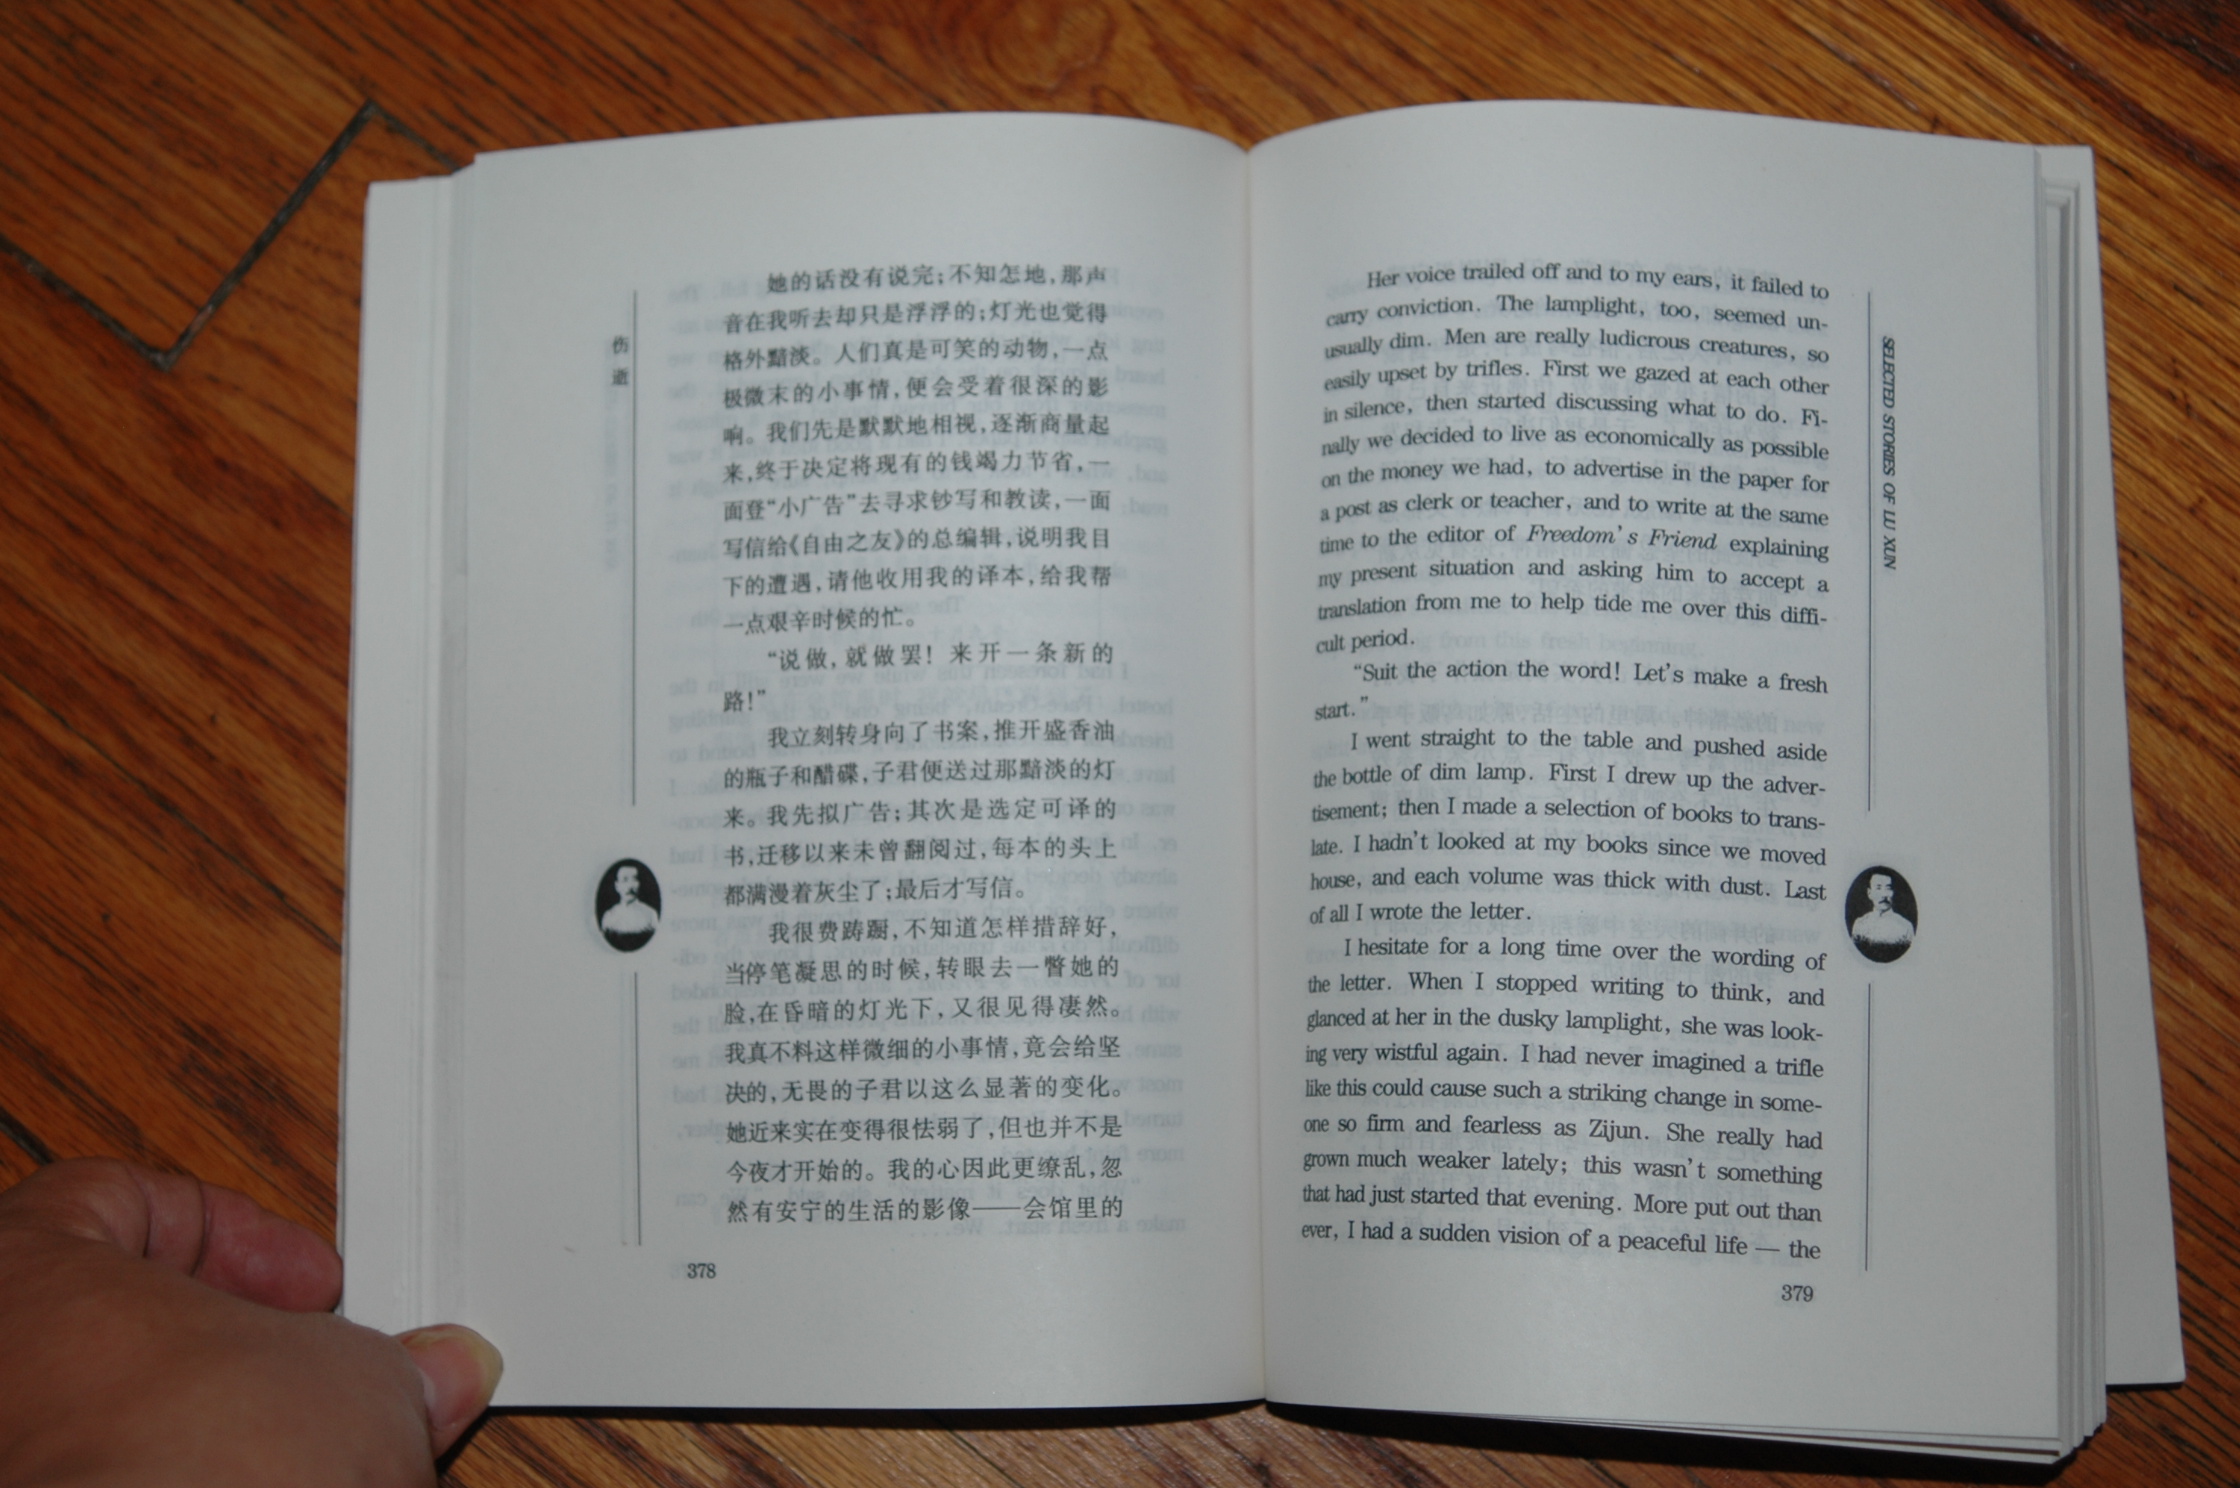 伤
逝
她的话没有说完；不知怎地，那声
音在我听去却只是浮浮的；灯光也觉得
格外黯淡。人们真是可笑的动物，一点
极微末的小事情，便会受着很深的影
响。我们先是默默地相视，逐渐商量起
来，终于决定将现有的钱竭力节省，一
面登“小广告”去寻求钞写和教读，一面
写信给《自由之友》的总编辑，说明我目
下的遭遇，请他收用我的译本，给我帮
一点艰辛时候的忙。
“说做，就做罢！来开一条新的
路！”
我立刻转身向了书案，推开盛香油
的瓶子和醋碟，子君便送过那黯淡的灯
来。我先拟广告；其次是选定可译的
书，迁移以来未曾翻阅过，每本的头上
都满漫着灰尘了；最后才写信。
我很费踌蹰，不知道怎样措辞好，
当停笔凝思的时候，转眼去一瞥她的
脸，在昏暗的灯光下，又很见得凄然。
我真不料这样微细的小事情，竟会给坚
决的，无畏的子君以这么显著的变化。
她近来实在变得很怯弱了，但也并不是
今夜才开始的。我的心因此更缭乱，忽
然有安宁的生活的影像——会馆里的
378
Her voice trailed off and to my ears, it failed to
carry conviction. The lamplight, too, seemed un-
usually dim. Men are really ludicrous creatures, so
easily upset by trifles. First we gazed at each other
in silence, then started discussing what to do. Fi-
nally we decided to live as economically as possible
on the money we had, to advertise in the paper for
a post as clerk or teacher, and to write at the same
time to the editor of Freedom's Friend explaining
my present situation and asking him to accept a
translation from me to help tide me over this diffi-
cult period.
“Suit the action the word! Let's make a fresh
start.”
I went straight to the table and pushed aside
the bottle of dim lamp. First I drew up the adver-
tisement; then I made a selection of books to trans-
late. I hadn't looked at my books since we moved
house, and each volume was thick with dust. Last
of all I wrote the letter.
I hesitate for a long time over the wording of
the letter. When I stopped writing to think, and
glanced at her in the dusky lamplight, she was look-
ing very wistful again. I had never imagined a trifle
like this could cause such a striking change in some-
one so firm and fearless as Zijun. She really had
grown much weaker lately; this wasn't something
that had just started that evening. More put out than
ever, I had a sudden vision of a peaceful life — the
379
SELECTED STORIES OF LU XUN